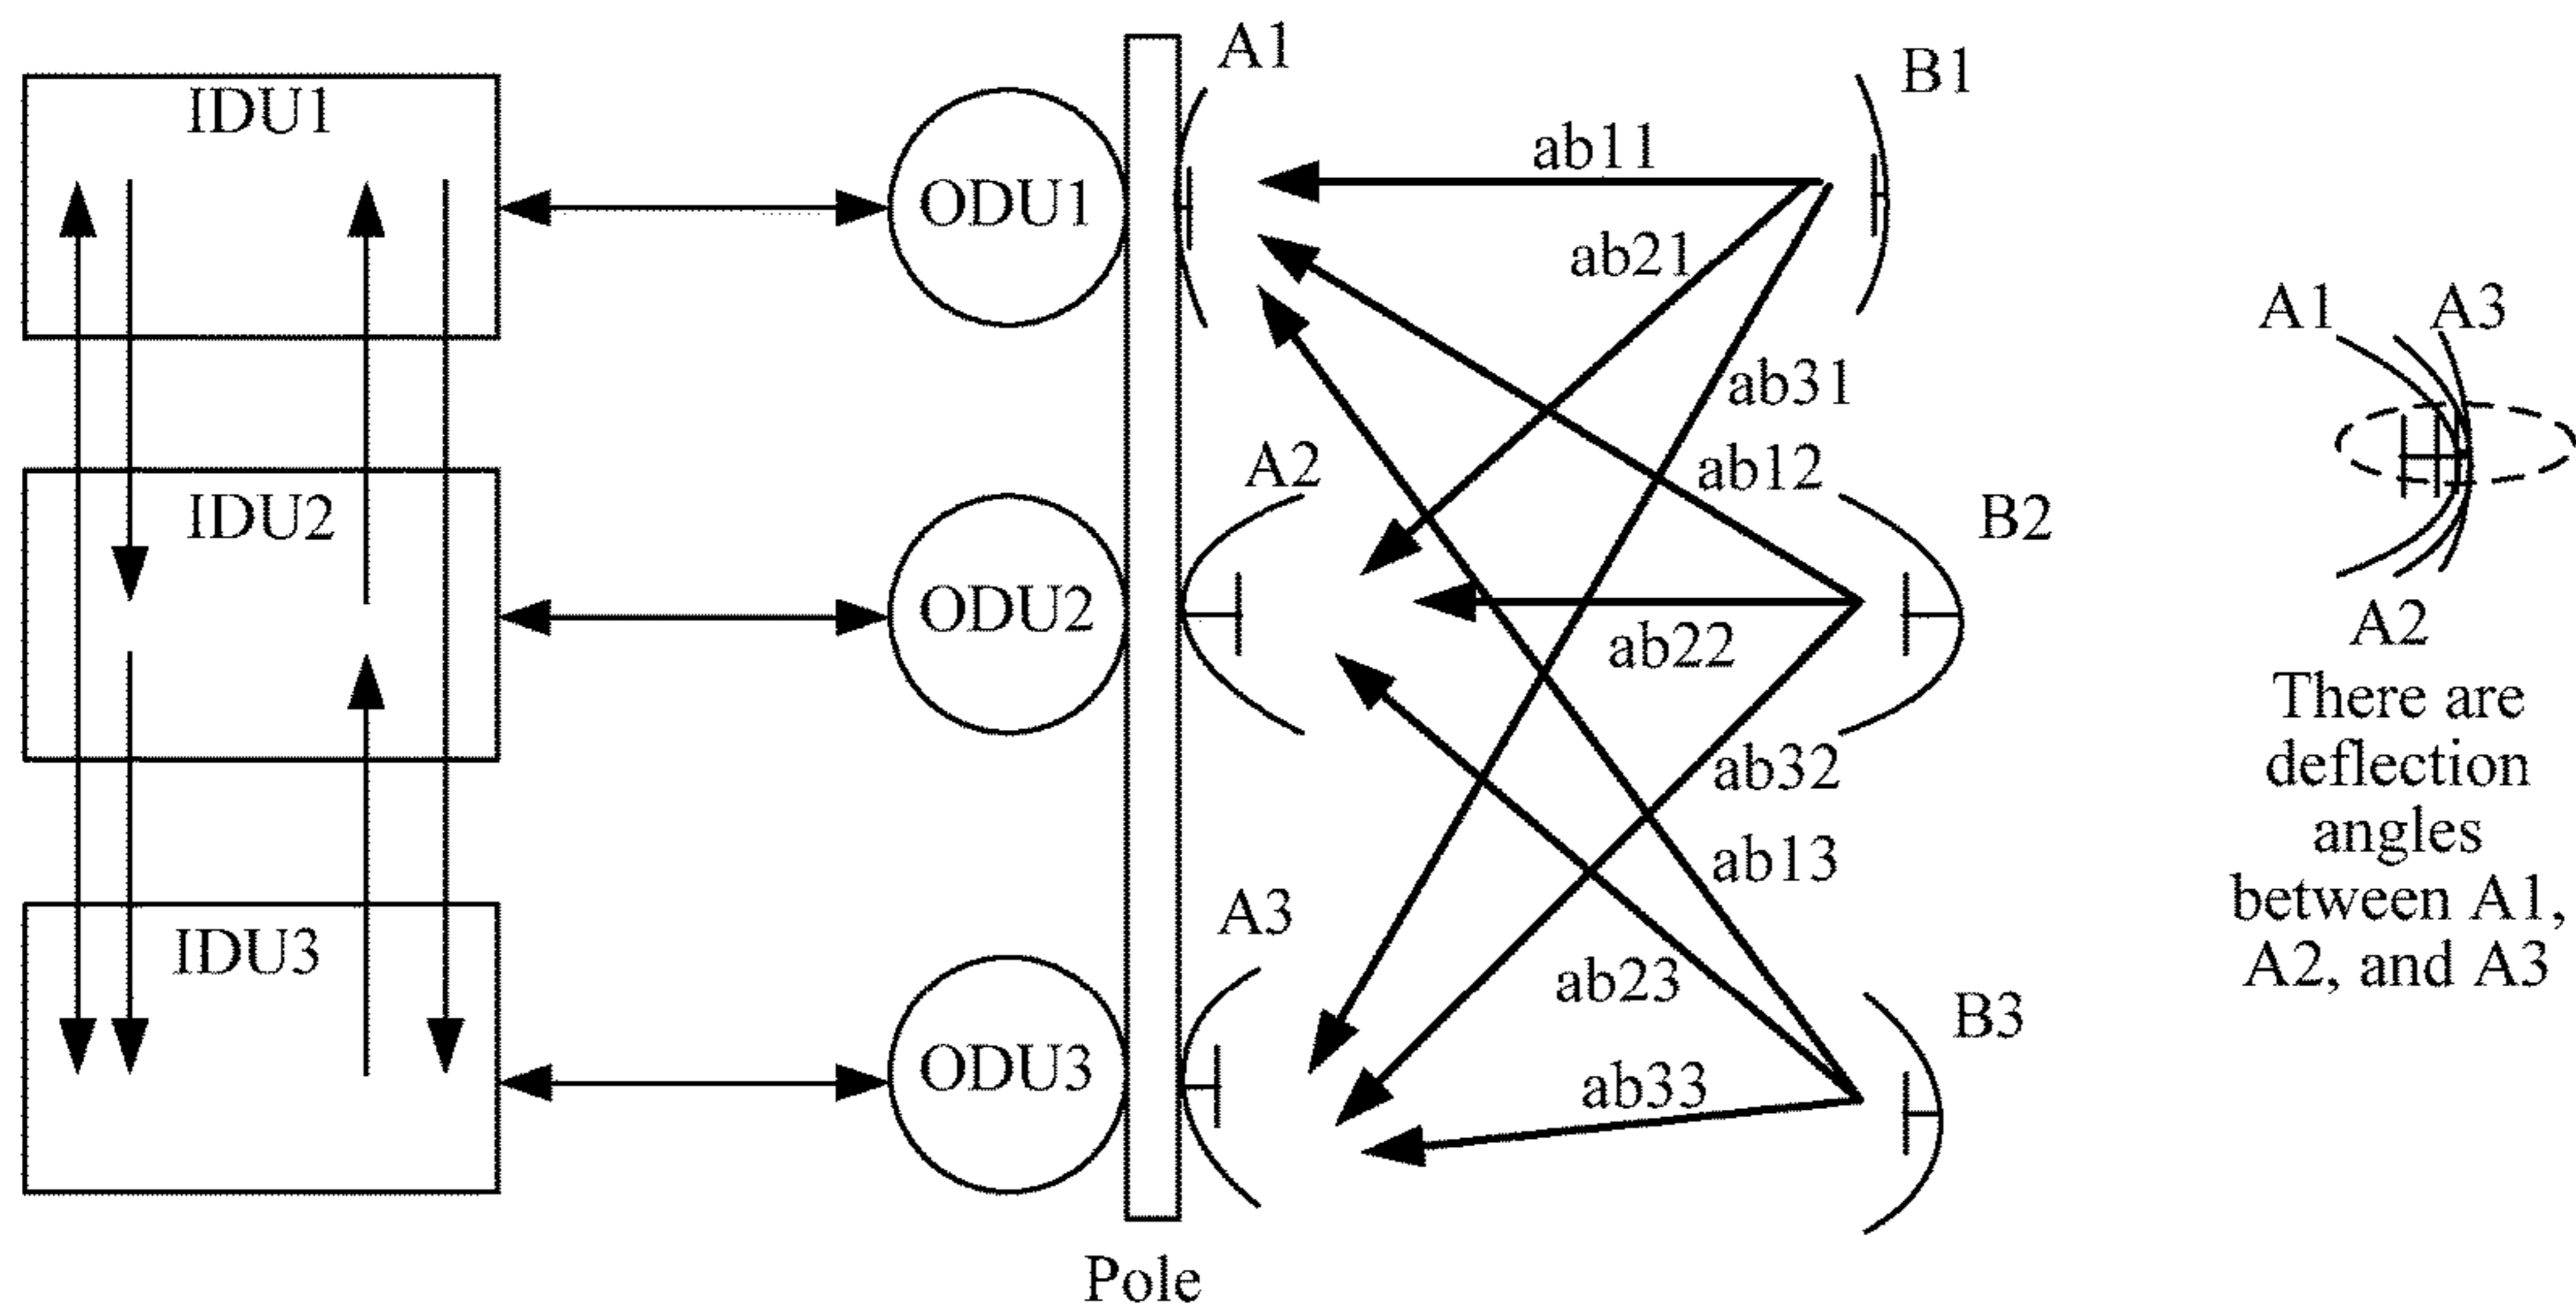 A1
B1
IDU1
ab11
ODU1
ab21
A1
A3
ab31
A2
ab12
IDU2
B2
ODU2
A2
ab22
There are
deflection
angles
between A1,
A2, and A3
ab32
ab13
A3
IDU3
ab23
B3
ODU3
ab33
Pole